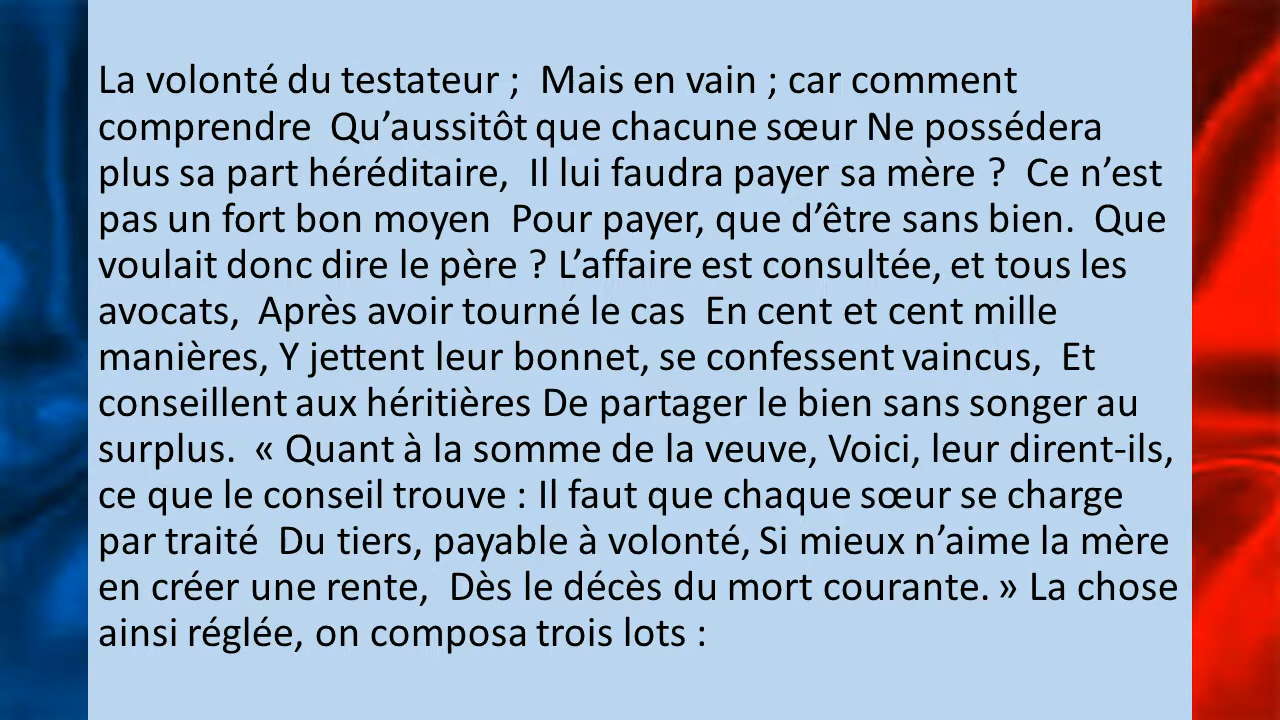 La volonté du testateur ;  Mais en vain ; car comment
comprendre  Qu’aussitôt que chacune sœur Ne possédera
plus sa part héréditaire,  Il lui faudra payer sa mère ?  Ce n’est
pas un fort bon moyen  Pour payer, que d’être sans bien.  Que
voulait donc dire le père ? L’affaire est consultée, et tous les
avocats,  Après avoir tourné le cas  En cent et cent mille
manières, Y jettent leur bonnet, se confessent vaincus,  Et
conseillent aux héritières De partager le bien sans songer au
surplus.  « Quant à la somme de la veuve, Voici, leur dirent-ils,
ce que le conseil trouve : Il faut que chaque sœur se charge
par traité  Du tiers, payable à volonté, Si mieux n’aime la mère
en créer une rente,  Dès le décès du mort courante. » La chose
ainsi réglée, on composa trois lots :